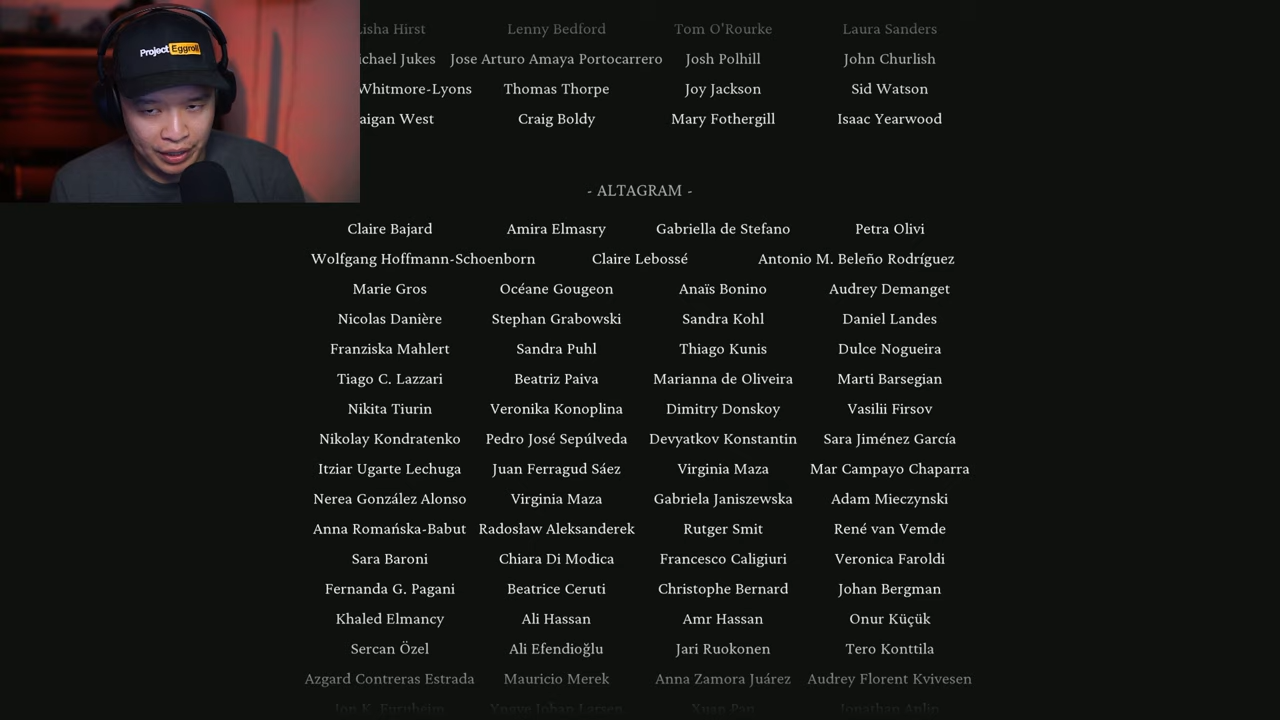 Project Eggroll
isha Hirst Lenny Bedford Tom O'Rourke Laura Sanders
ichael Jukes Jose Arturo Amaya Portocarrero Josh Polhill John Churlish
Whitmore-Lyons Thomas Thorpe Joy Jackson Sid Watson
aigan West Craig Boldy Mary Fothergill Isaac Yearwood
- ALTAGRAM -
Claire Bajard Amira Elmasry Gabriella de Stefano Petra Olivi
Wolfgang Hoffmann-Schoenborn Claire Lebossé Antonio M. Beleño Rodríguez
Marie Gros Océane Gougeon Anaïs Bonino Audrey Demanget
Nicolas Danière Stephan Grabowski Sandra Kohl Daniel Landes
Franziska Mahlert Sandra Puhl Thiago Kunis Dulce Nogueira
Tiago C. Lazzari Beatriz Paiva Marianna de Oliveira Marti Barsegian
Nikita Tiurin Veronika Konoplina Dimitry Donskoy Vasilii Firsov
Nikolay Kondratenko Pedro José Sepúlveda Devyatkov Konstantin Sara Jiménez García
Itziar Ugarte Lechuga Juan Ferragud Sáez Virginia Maza Mar Campayo Chaparra
Nerea González Alonso Virginia Maza Gabriela Janiszewska Adam Mieczynski
Anna Romańska-Babut Radosław Aleksanderek Rutger Smit René van Vemde
Sara Baroni Chiara Di Modica Francesco Caligiuri Veronica Faroldi
Fernanda G. Pagani Beatrice Ceruti Christophe Bernard Johan Bergman
Khaled Elmancy Ali Hassan Amr Hassan Onur Küçük
Sercan Özel Ali Efendioğlu Jari Ruokonen Tero Konttila
Azgard Contreras Estrada Mauricio Merek Anna Zamora Juárez Audrey Florent Kvivesen
Jon K. Yngve Johan Larsen Xuan Pan Jonathan